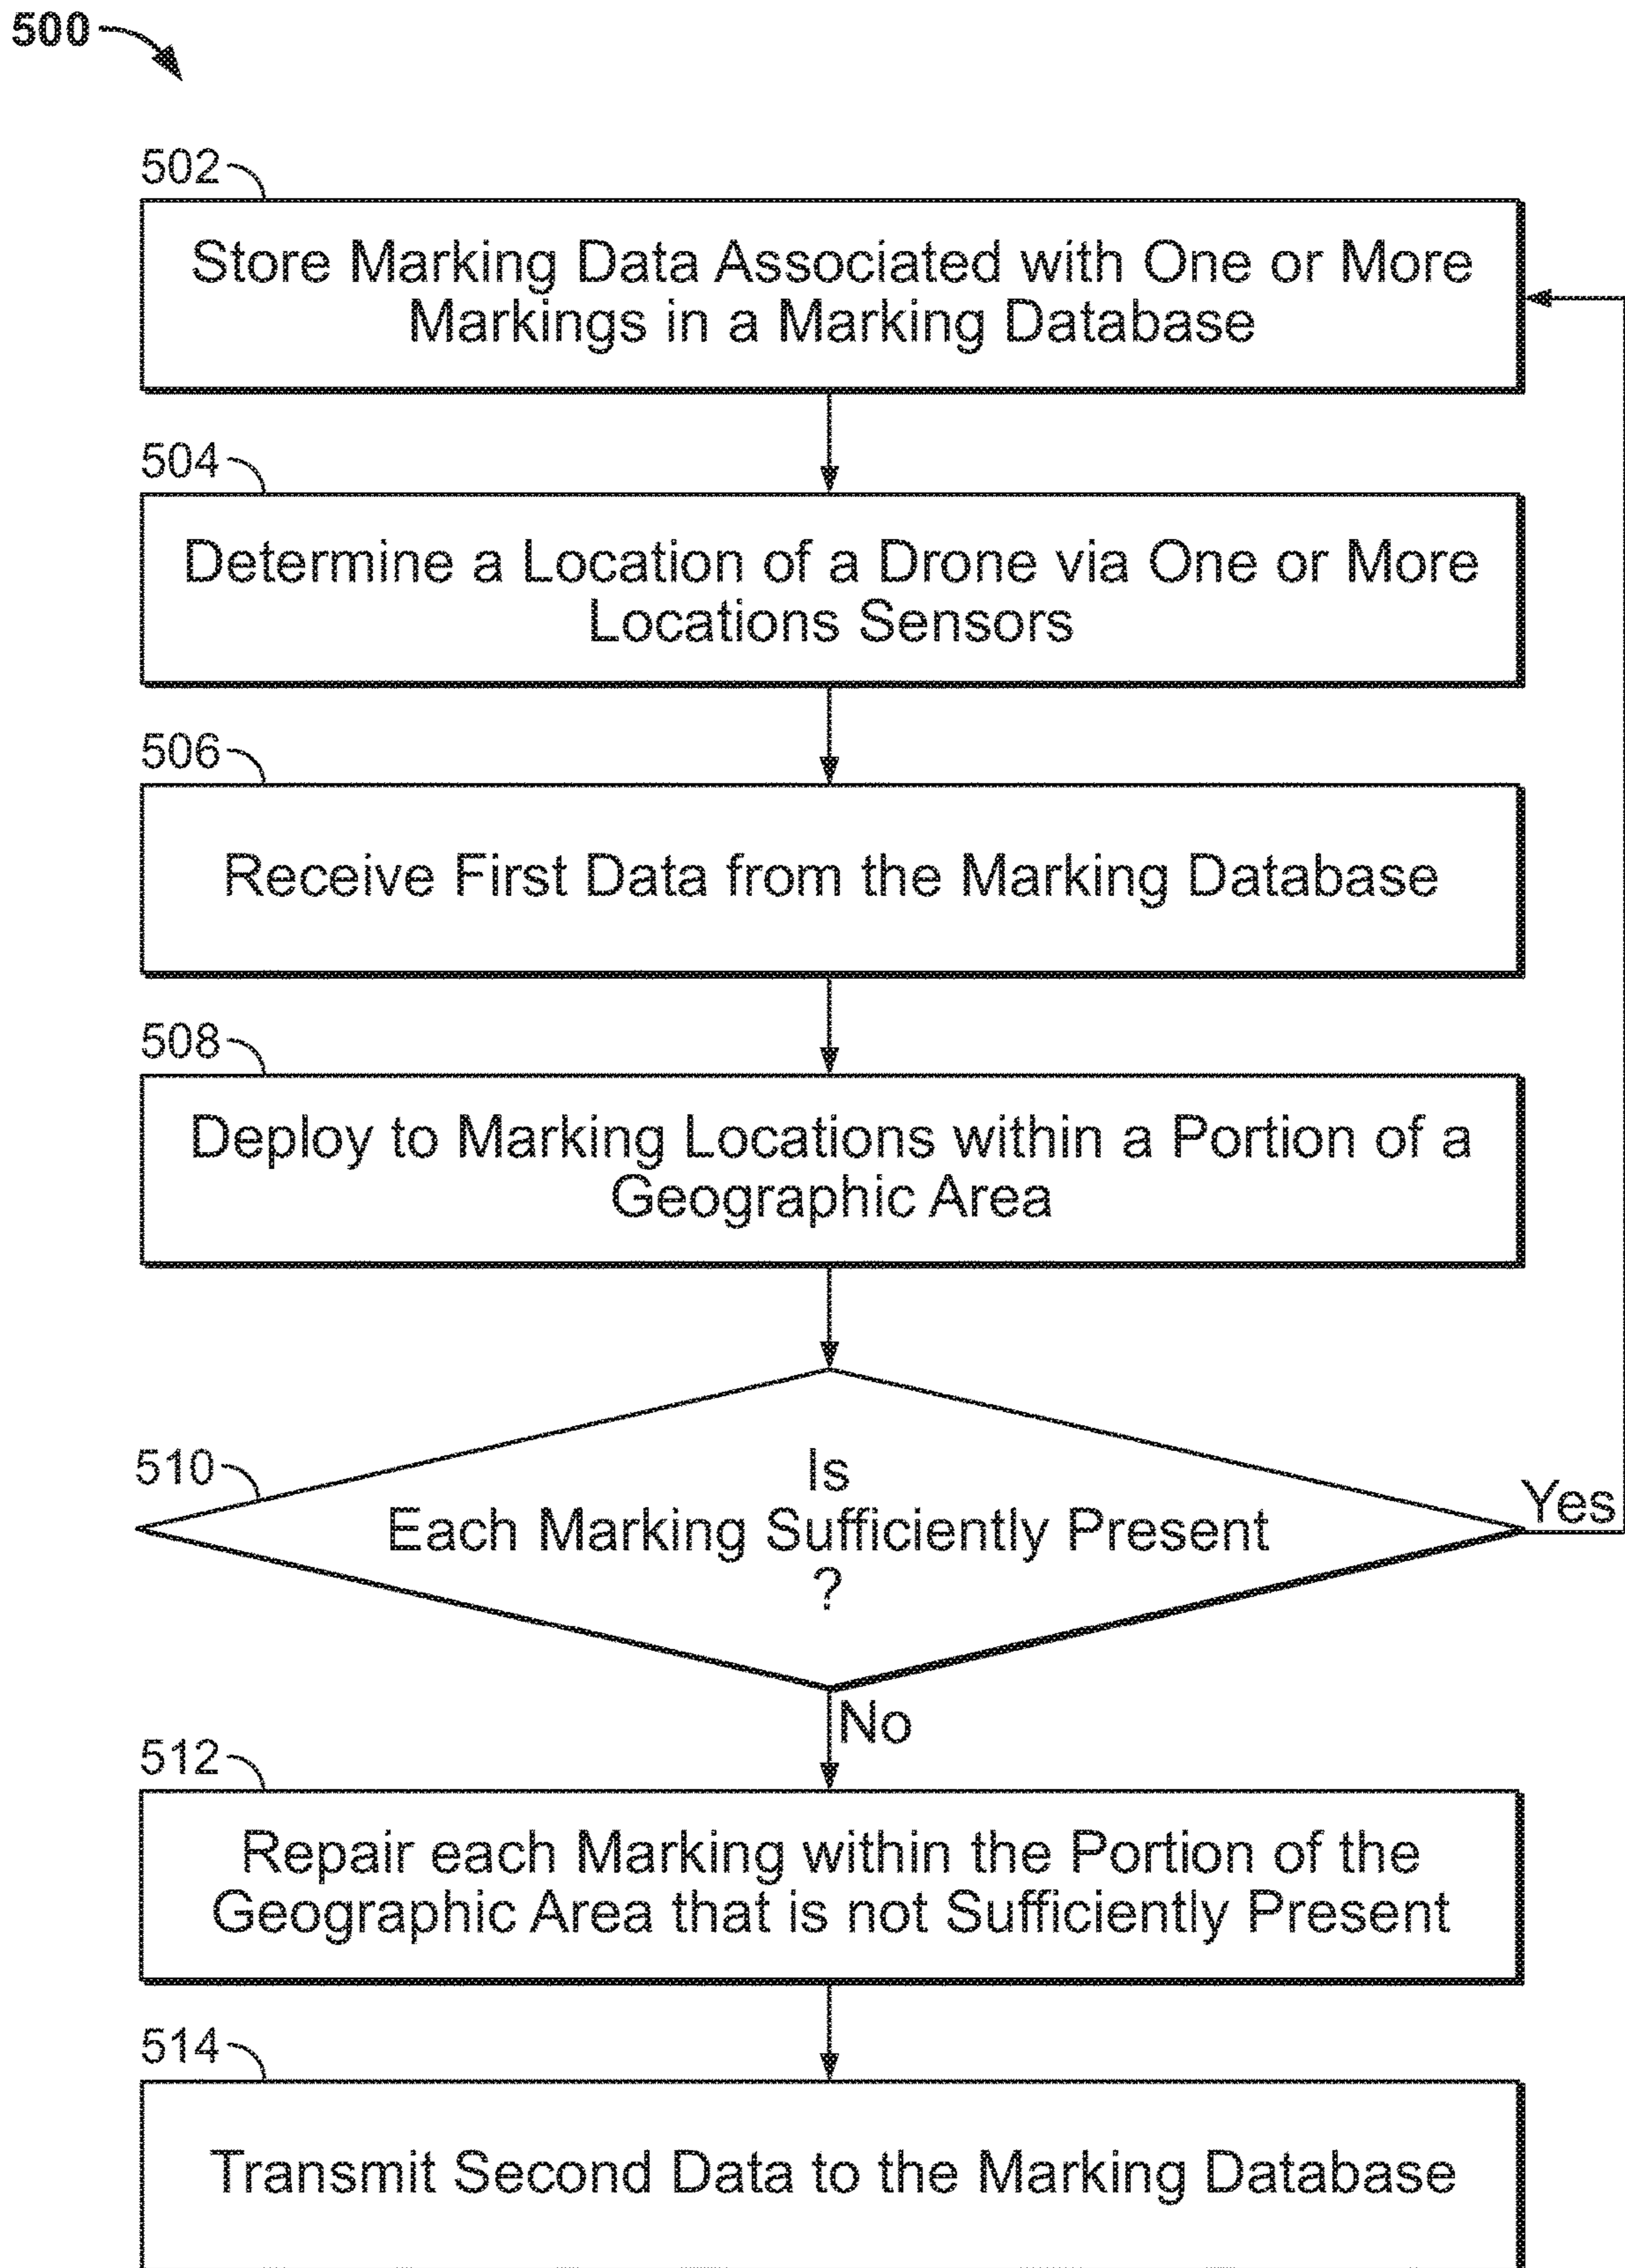 500
502
Store Marking Data Associated with One or More
Markings in a Marking Database
504
Determine a Location of a Drone via One or More
Locations Sensors
506
Receive First Data from the Marking Database
508
Deploy to Marking Locations within a Portion of a
Geographic Area
510
Is
Each Marking Sufficiently Present
?
Yes
No
512
Repair each Marking within the Portion of the
Geographic Area that is not Sufficiently Present
514
Transmit Second Data to the Marking Database